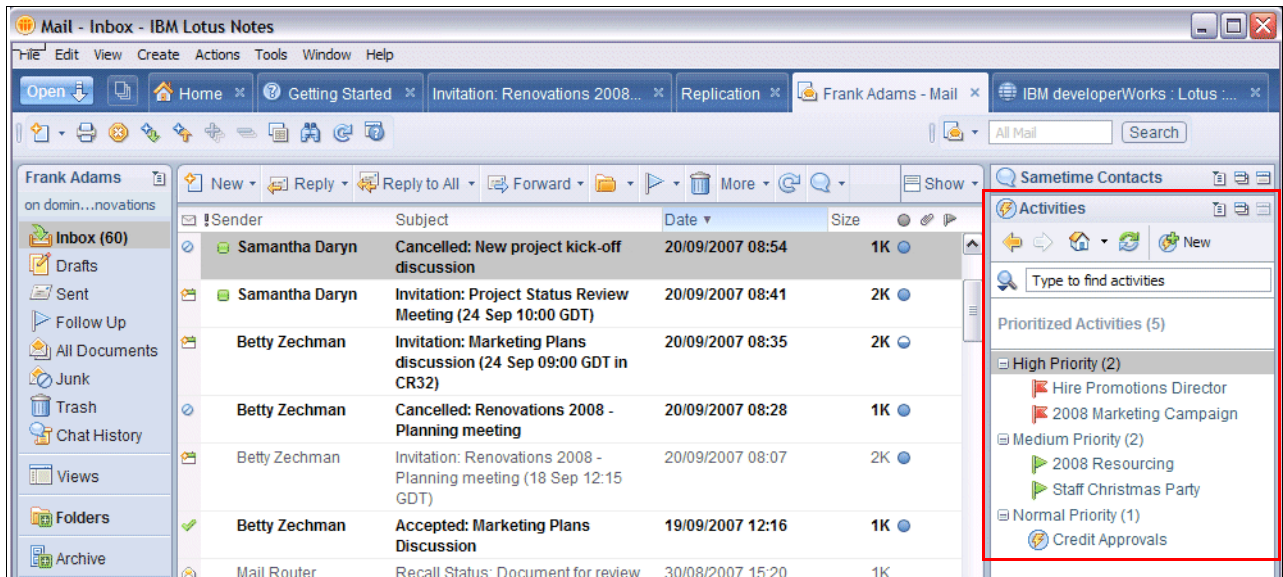 Mail - Inbox - IBM Lotus Notes
File Edit View Create Actions Tools Window Help
Open Home Getting Started Invitation: Renovations 2008... Replication Frank Adams - Mail IBM developerWorks : Lotus :...
All Mail Search
Frank Adams
on domin...novations
Inbox (60)
Drafts
Sent
Follow Up
All Documents
Junk
Trash
Chat History
Views
Folders
Archive
New Reply Reply to All Forward More Show
! Sender Subject Date Size
Samantha Daryn Cancelled: New project kick-off 20/09/2007 08:54 1K
discussion
Samantha Daryn Invitation: Project Status Review 20/09/2007 08:41 2K
Meeting (24 Sep 10:00 GDT)
Betty Zechman Invitation: Marketing Plans 20/09/2007 08:35 2K
discussion (24 Sep 09:00 GDT in
CR32)
Betty Zechman Cancelled: Renovations 2008 - 20/09/2007 08:28 1K
Planning meeting
Betty Zechman Invitation: Renovations 2008 - 20/09/2007 08:07 2K
Planning meeting (18 Sep 12:15
GDT)
Betty Zechman Accepted: Marketing Plans 19/09/2007 12:16 1K
Discussion
Mail Router Recall Status: Document for review 30/08/2007 15:20 1K
Sametime Contacts
Activities
New
Type to find activities
Prioritized Activities (5)
High Priority (2)
Hire Promotions Director
2008 Marketing Campaign
Medium Priority (2)
2008 Resourcing
Staff Christmas Party
Normal Priority (1)
Credit Approvals